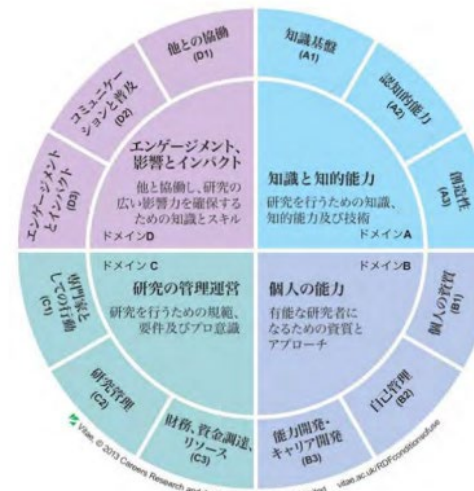 知識基盤
(A1)
認知的能力
(A2)
創造性
(A3)
知識と知的能力
研究を行うための知識、
知的能力及び技術
ドメインA
ドメインB
個人の能力
有能な研究者に
なるための資質と
アプローチ
個人の資質
(B1)
自己管理
(B2)
能力開発・
キャリア開発
(B3)
ドメイン C
研究の管理運営
研究を行うための規範、
要件及びプロ意識
専門家と
しての行動
(C1)
研究管理
(C2)
財務、資金調達、
リソース
(C3)
エンゲージメント、
影響とインパクト
他と協働し、研究の
広い影響力を確保する
ための知識とスキル
ドメインD
他との協働
(D1)
コミュニケー
ションと普及
(D2)
エンゲージメント
とインパクト
(D3)
Vitae, © 2013 Careers Research and
vitae.ac.uk/RDFconditionsofuse